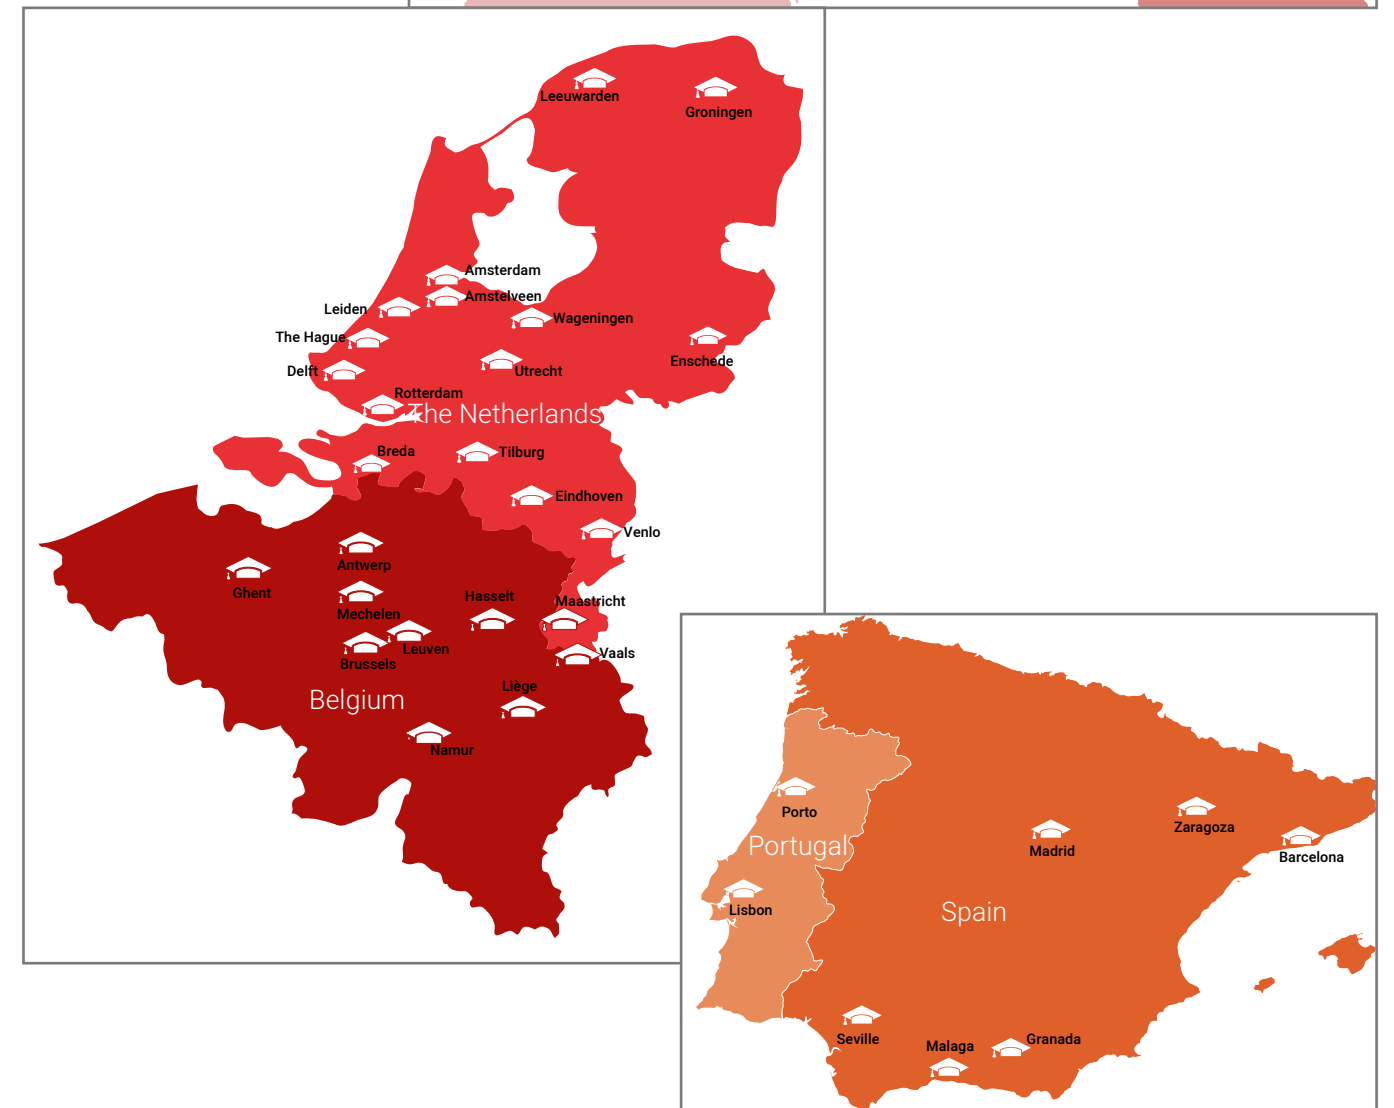 Leeuwarden
Groningen
Amsterdam
Amstelveen
Leiden
Wageningen
The Hague
Enschede
Delft
Utrecht
Rotterdam
The Netherlands
Breda
Tilburg
Eindhoven
Venlo
Antwerp
Ghent
Hasselt
Maastricht
Mechelen
Leuven
Vaals
Brussels
Liège
Belgium
Namur
Porto
Zaragoza
Portugal
Madrid
Barcelona
Lisbon
Spain
Seville
Granada
Malaga